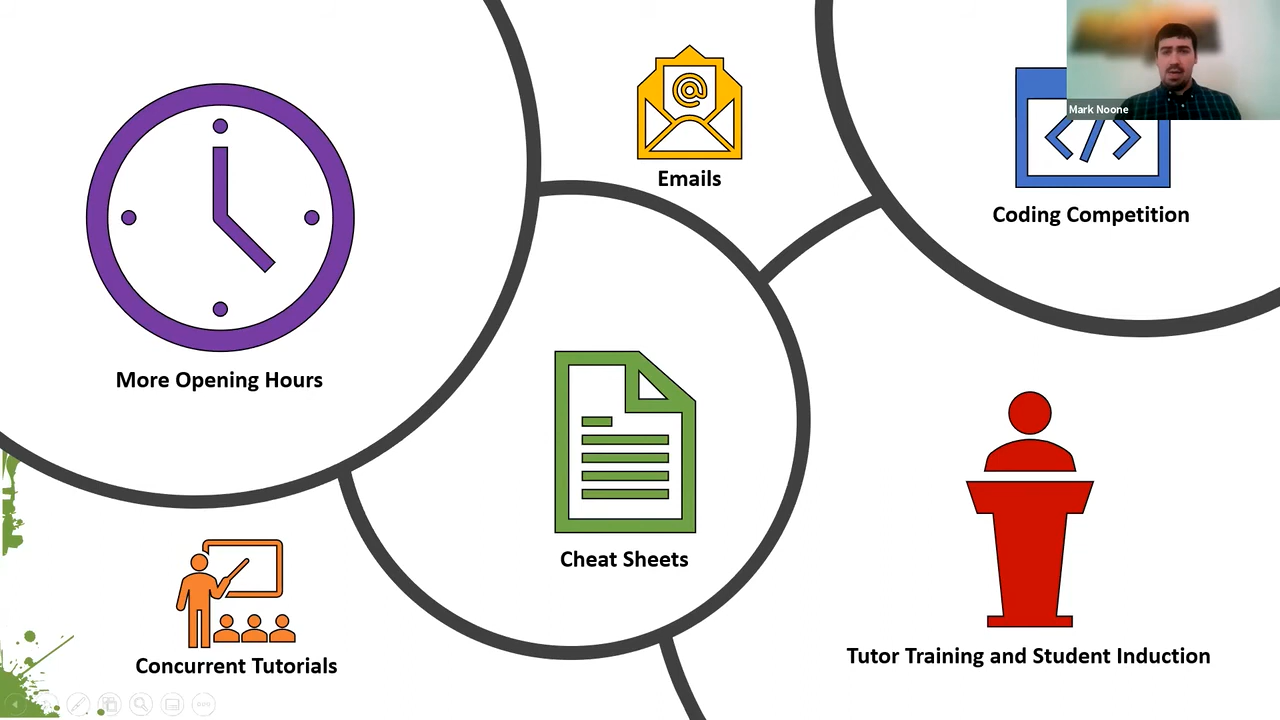 Mark Noone
@
Emails
</>
Coding Competition
More Opening Hours
Cheat Sheets
Concurrent Tutorials
Tutor Training and Student Induction